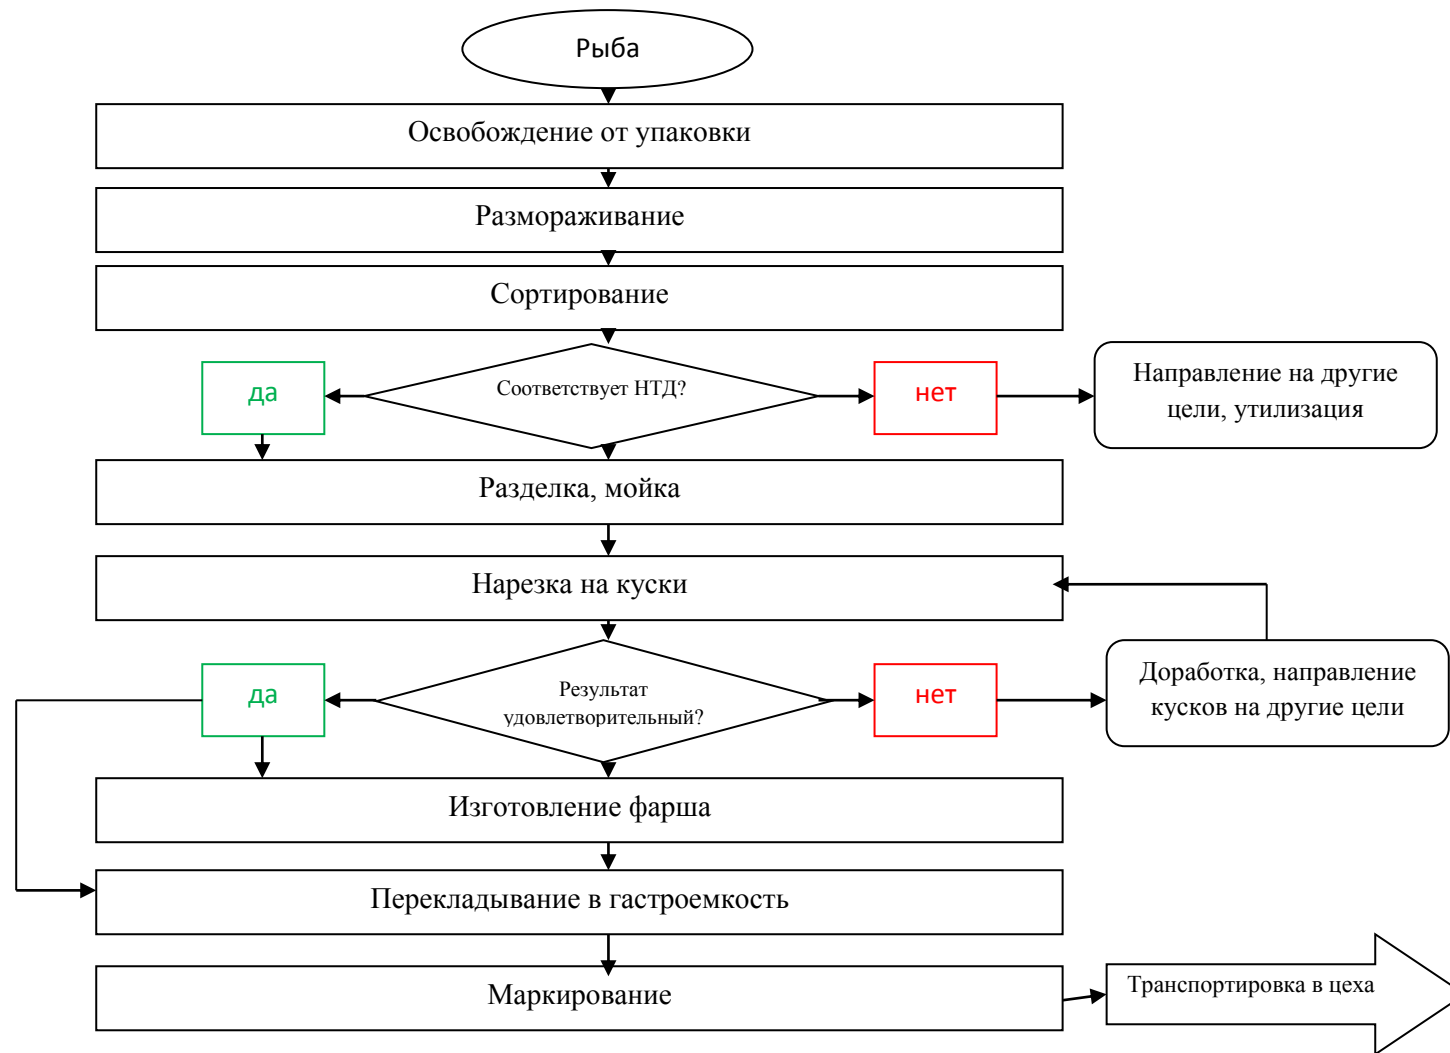 Рыба
Освобождение от упаковки
Размораживание
Сортирование
да
Соответствует НТД?
нет
Направление на другие
цели, утилизация
Разделка, мойка
Нарезка на куски
да
Результат
удовлетворительный?
нет
Доработка, направление
кусков на другие цели
Изготовление фарша
Перекладывание в гастроемкость
Маркирование
Транспортировка в цеха